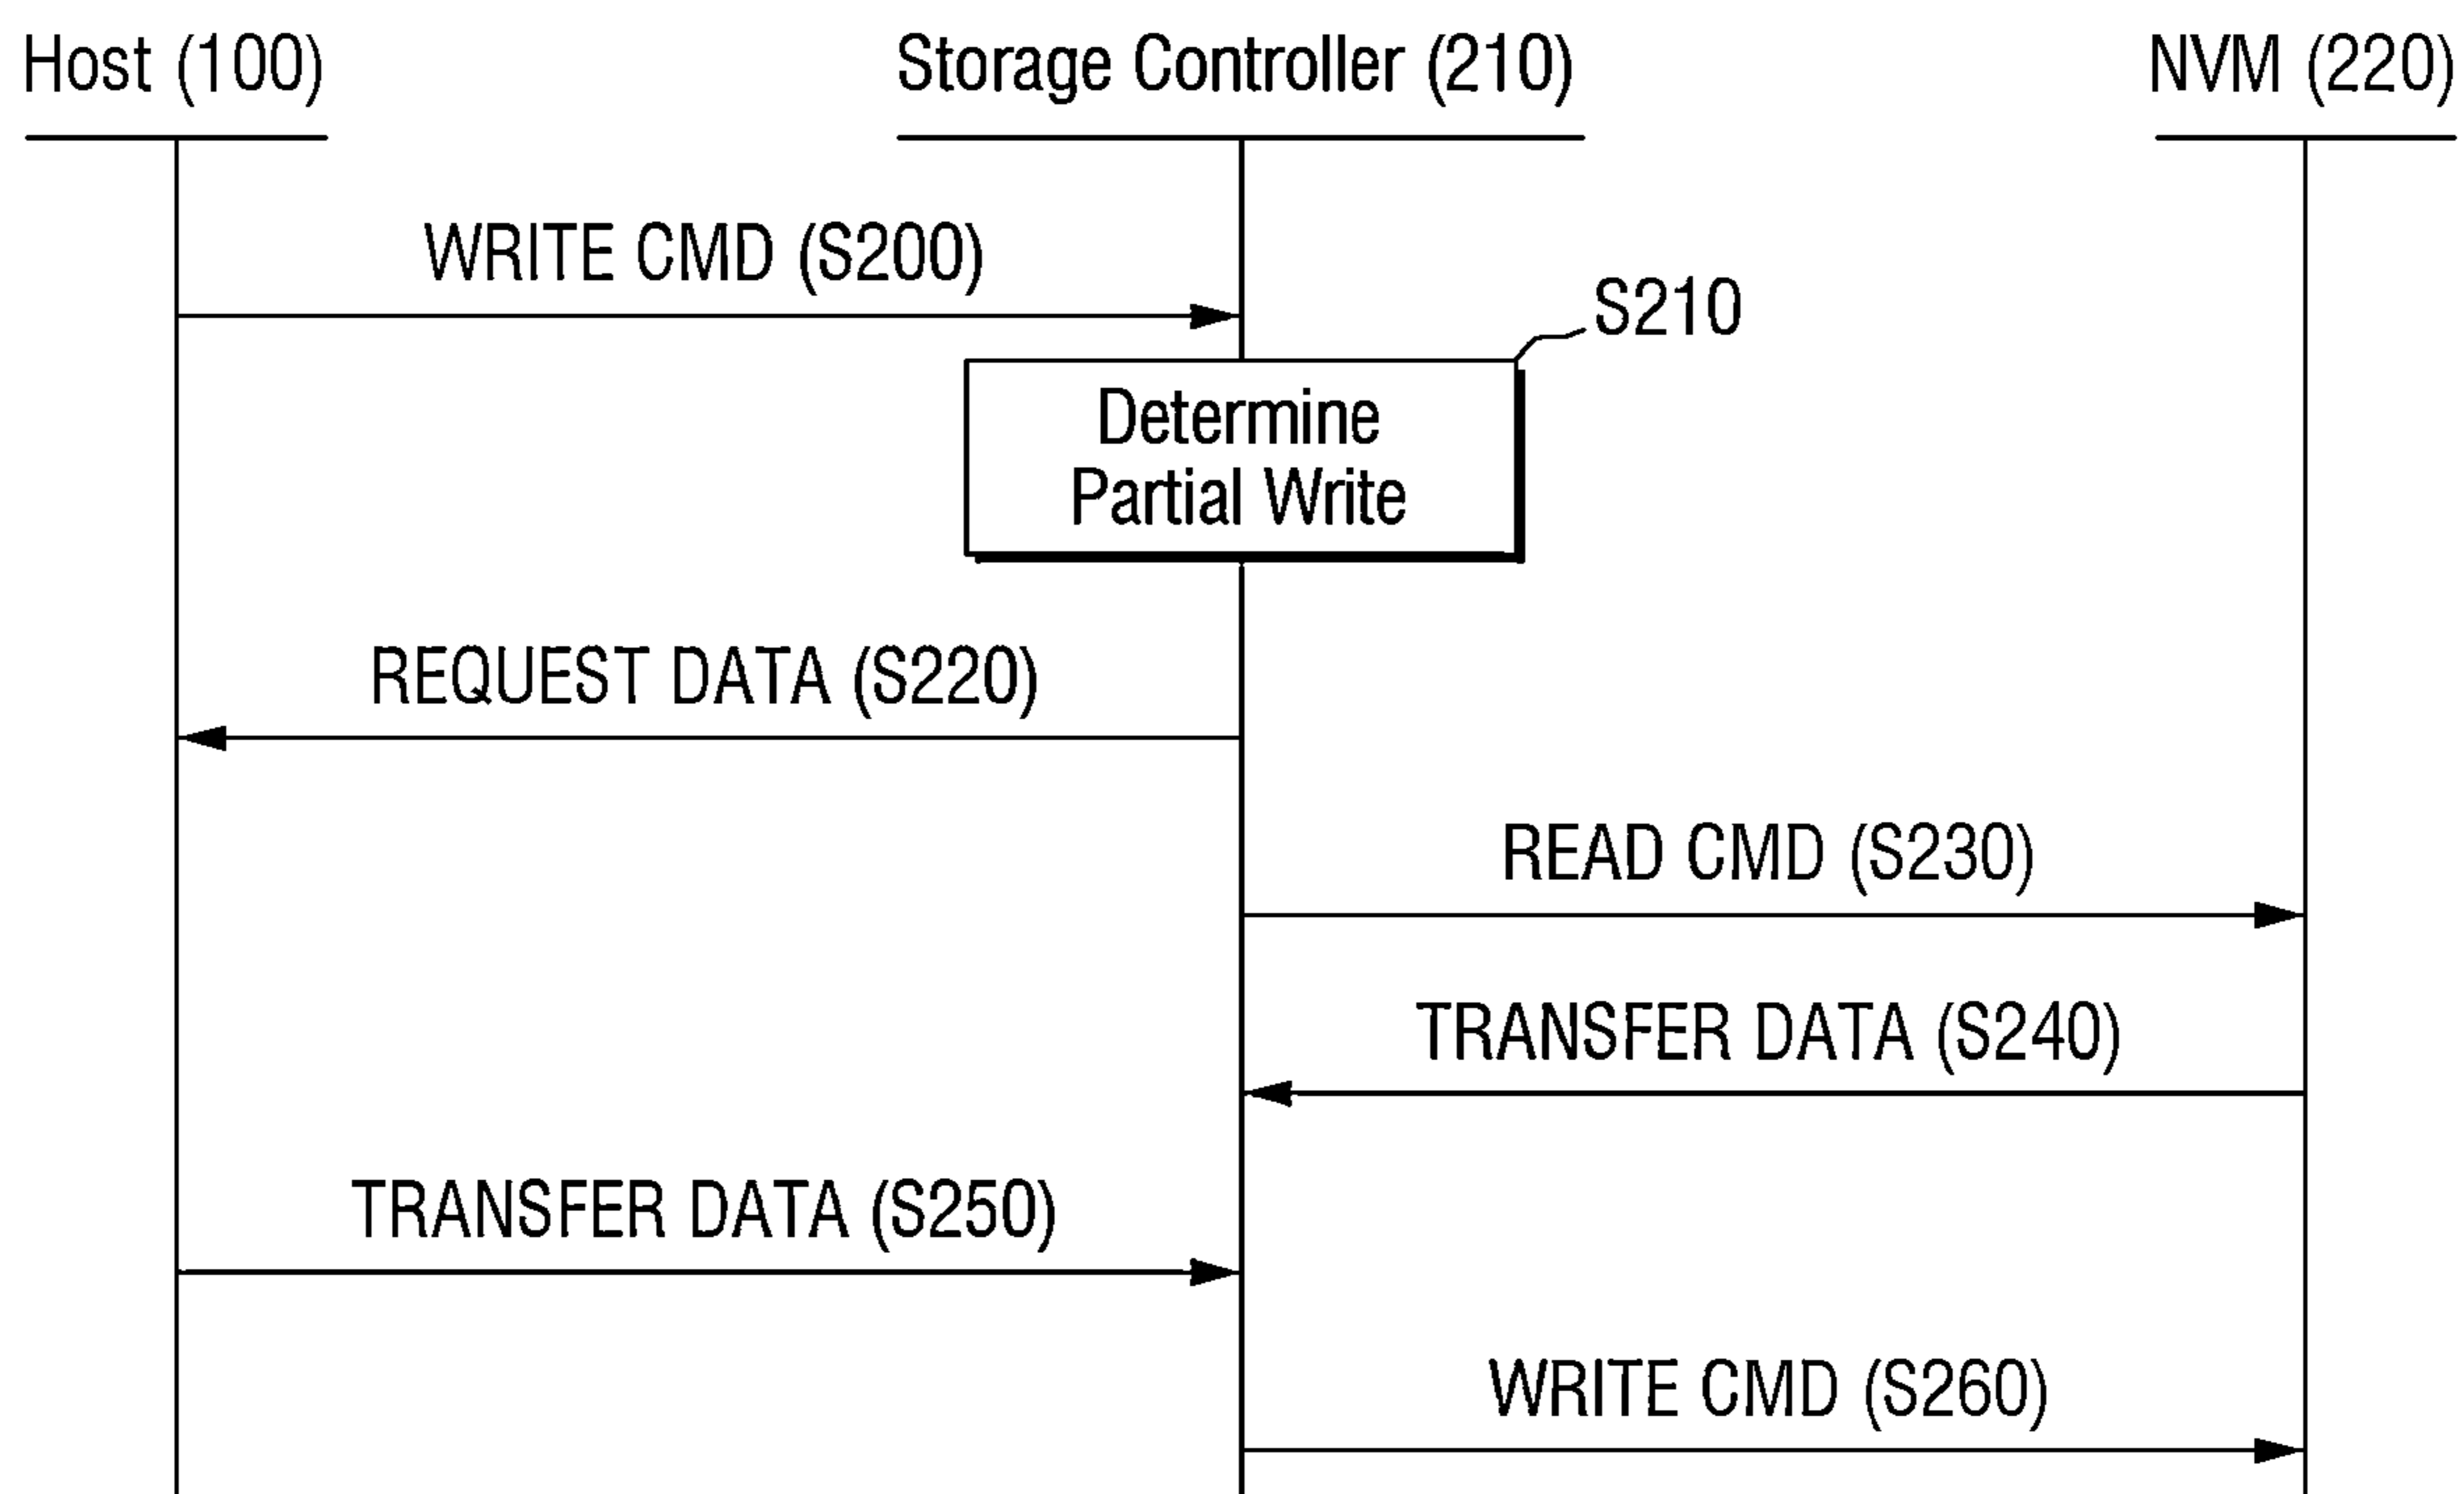 Host (100)
Storage Controller (210)
NVM (220)
WRITE CMD (S200)
S210
Determine
Partial Write
REQUEST DATA (S220)
READ CMD (S230)
TRANSFER DATA (S240)
TRANSFER DATA (S250)
WRITE CMD (S260)